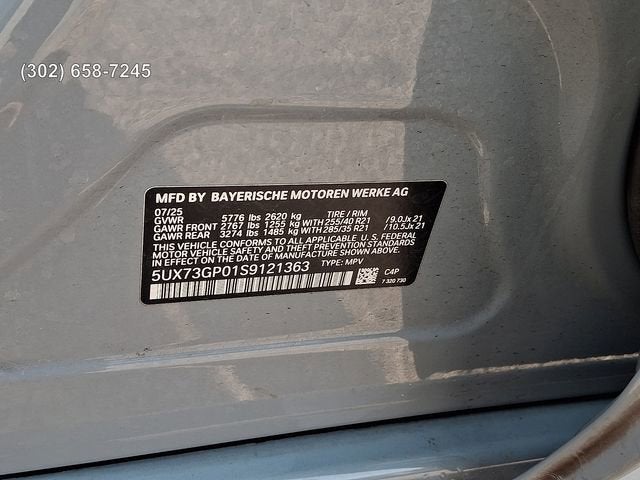 (302) 658-7245
MFD BY BAYERISCHE MOTOREN WERKE AG
07/25 TIRE / RIM
GVWR 5776 lbs 2620 kg
GAWR FRONT 2767 lbs 1255 kg WITH 255/40 R21 /9.0Jx 21
GAWR REAR 3274 lbs 1485 kg WITH 285/35 R21 /10.5Jx 21
THIS VEHICLE CONFORMS TO ALL APPLICABLE U.S. FEDERAL
MOTOR VEHICLE SAFETY AND THEFT PREVENTION STANDARDS
IN EFFECT ON THE DATE OF MANUFACTURE SHOWN ABOVE.
5UX73GP01S9121363 TYPE: MPV
C4P
7 320 730